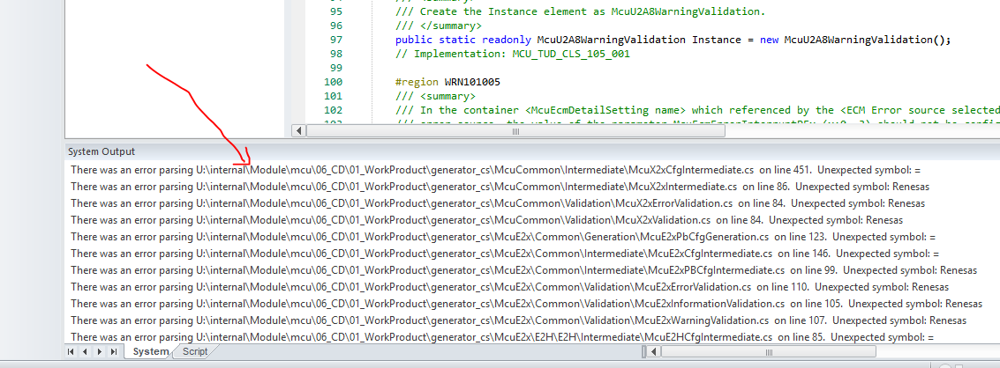 95 /// Create the Instance element as McuU2A8WarningValidation.
96 /// </summary>
97 public static readonly McuU2A8WarningValidation Instance = new McuU2A8WarningValidation();
98 // Implementation: MCU_TUD_CLS_105_001
99
100 #region WRN101005
101 /// <summary>
102 /// In the container <McuEcmDetailSetting name> which referenced by the <ECM Error source selected
System Output
There was an error parsing U:\internal\Module\mcu\06_CD\01_WorkProduct\generator_cs\McuCommon\Intermediate\McuX2xCfgIntermediate.cs on line 451. Unexpected symbol: =
There was an error parsing U:\internal\Module\mcu\06_CD\01_WorkProduct\generator_cs\McuCommon\Intermediate\McuX2xIntermediate.cs on line 86. Unexpected symbol: Renesas
There was an error parsing U:\internal\Module\mcu\06_CD\01_WorkProduct\generator_cs\McuCommon\Validation\McuX2xErrorValidation.cs on line 84. Unexpected symbol: Renesas
There was an error parsing U:\internal\Module\mcu\06_CD\01_WorkProduct\generator_cs\McuCommon\Validation\McuX2xValidation.cs on line 84. Unexpected symbol: Renesas
There was an error parsing U:\internal\Module\mcu\06_CD\01_WorkProduct\generator_cs\McuE2x\Common\Generation\McuE2xPbCfgGeneration.cs on line 123. Unexpected symbol: =
There was an error parsing U:\internal\Module\mcu\06_CD\01_WorkProduct\generator_cs\McuE2x\Common\Intermediate\McuE2xCfgIntermediate.cs on line 146. Unexpected symbol: =
There was an error parsing U:\internal\Module\mcu\06_CD\01_WorkProduct\generator_cs\McuE2x\Common\Intermediate\McuE2xPBCfgIntermediate.cs on line 99. Unexpected symbol: Renesas
There was an error parsing U:\internal\Module\mcu\06_CD\01_WorkProduct\generator_cs\McuE2x\Common\Validation\McuE2xErrorValidation.cs on line 110. Unexpected symbol: Renesas
There was an error parsing U:\internal\Module\mcu\06_CD\01_WorkProduct\generator_cs\McuE2x\Common\Validation\McuE2xInformationValidation.cs on line 105. Unexpected symbol: Renesas
There was an error parsing U:\internal\Module\mcu\06_CD\01_WorkProduct\generator_cs\McuE2x\Common\Validation\McuE2xWarningValidation.cs on line 107. Unexpected symbol: Renesas
There was an error parsing U:\internal\Module\mcu\06_CD\01_WorkProduct\generator_cs\McuE2x\E2H\E2H\Intermediate\McuE2HCfgIntermediate.cs on line 85. Unexpected symbol: =
System Script